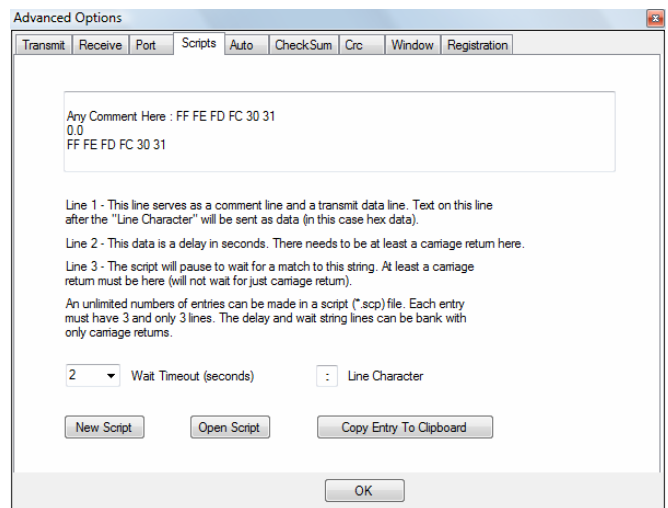 Advanced Options
Transmit Receive Port Scripts Auto CheckSum Crc Window Registration
Any Comment Here : FF FE FD FC 30 31
0.0
FF FE FD FC 30 31
Line 1 - This line serves as a comment line and a transmit data line. Text on this line
after the "Line Character" will be sent as data (in this case hex data).
Line 2 - This data is a delay in seconds. There needs to be at least a carriage return here.
Line 3 - The script will pause to wait for a match to this string. At least a carriage
return must be here (will not wait for just carriage return).
An unlimited numbers of entries can be made in a script (*.scp) file. Each entry
must have 3 and only 3 lines. The delay and wait string lines can be bank with
only carriage returns.
2 Wait Timeout (seconds) : Line Character
New Script Open Script Copy Entry To Clipboard
OK